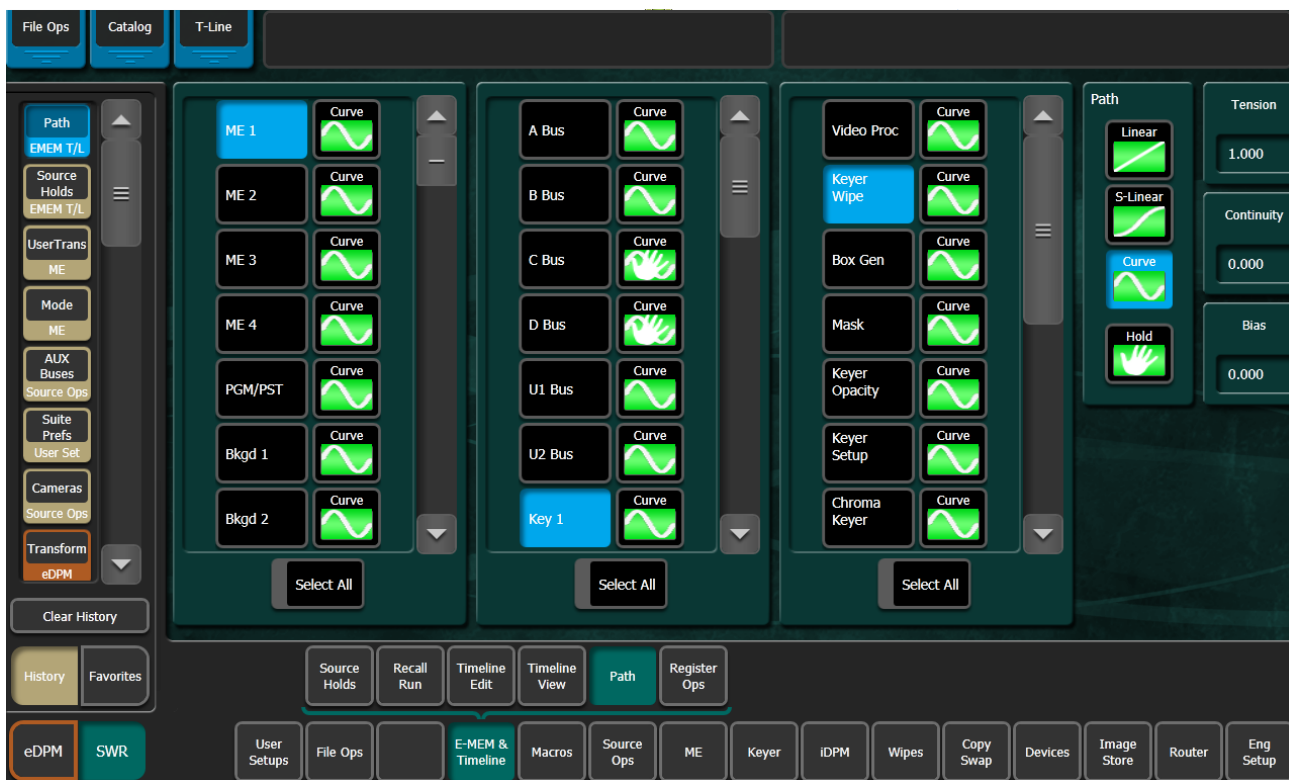 File Ops
Catalog
T-Line
Path
EMEM T/L
Source
Holds
EMEM T/L
UserTrans
ME
Mode
ME
AUX
Buses
Source Ops
Suite
Prefs
User Set
Cameras
Source Ops
Transform
eDPM
Clear History
History
Favorites
eDPM
SWR
ME 1
Curve
ME 2
Curve
ME 3
Curve
ME 4
Curve
PGM/PST
Curve
Bkgd 1
Curve
Bkgd 2
Curve
Select All
A Bus
Curve
B Bus
Curve
C Bus
Curve
D Bus
Curve
U1 Bus
Curve
U2 Bus
Curve
Key 1
Curve
Select All
Video Proc
Curve
Keyer
Wipe
Curve
Box Gen
Curve
Mask
Curve
Keyer
Opacity
Curve
Keyer
Setup
Curve
Chroma
Keyer
Curve
Select All
Path
Linear
S-Linear
Curve
Hold
Tension
1.000
Continuity
0.000
Bias
0.000
Source
Holds
Recall
Run
Timeline
Edit
Timeline
View
Path
Register
Ops
User
Setups
File Ops
E-MEM &
Timeline
Macros
Source
Ops
ME
Keyer
iDPM
Wipes
Copy
Swap
Devices
Image
Store
Router
Eng
Setup